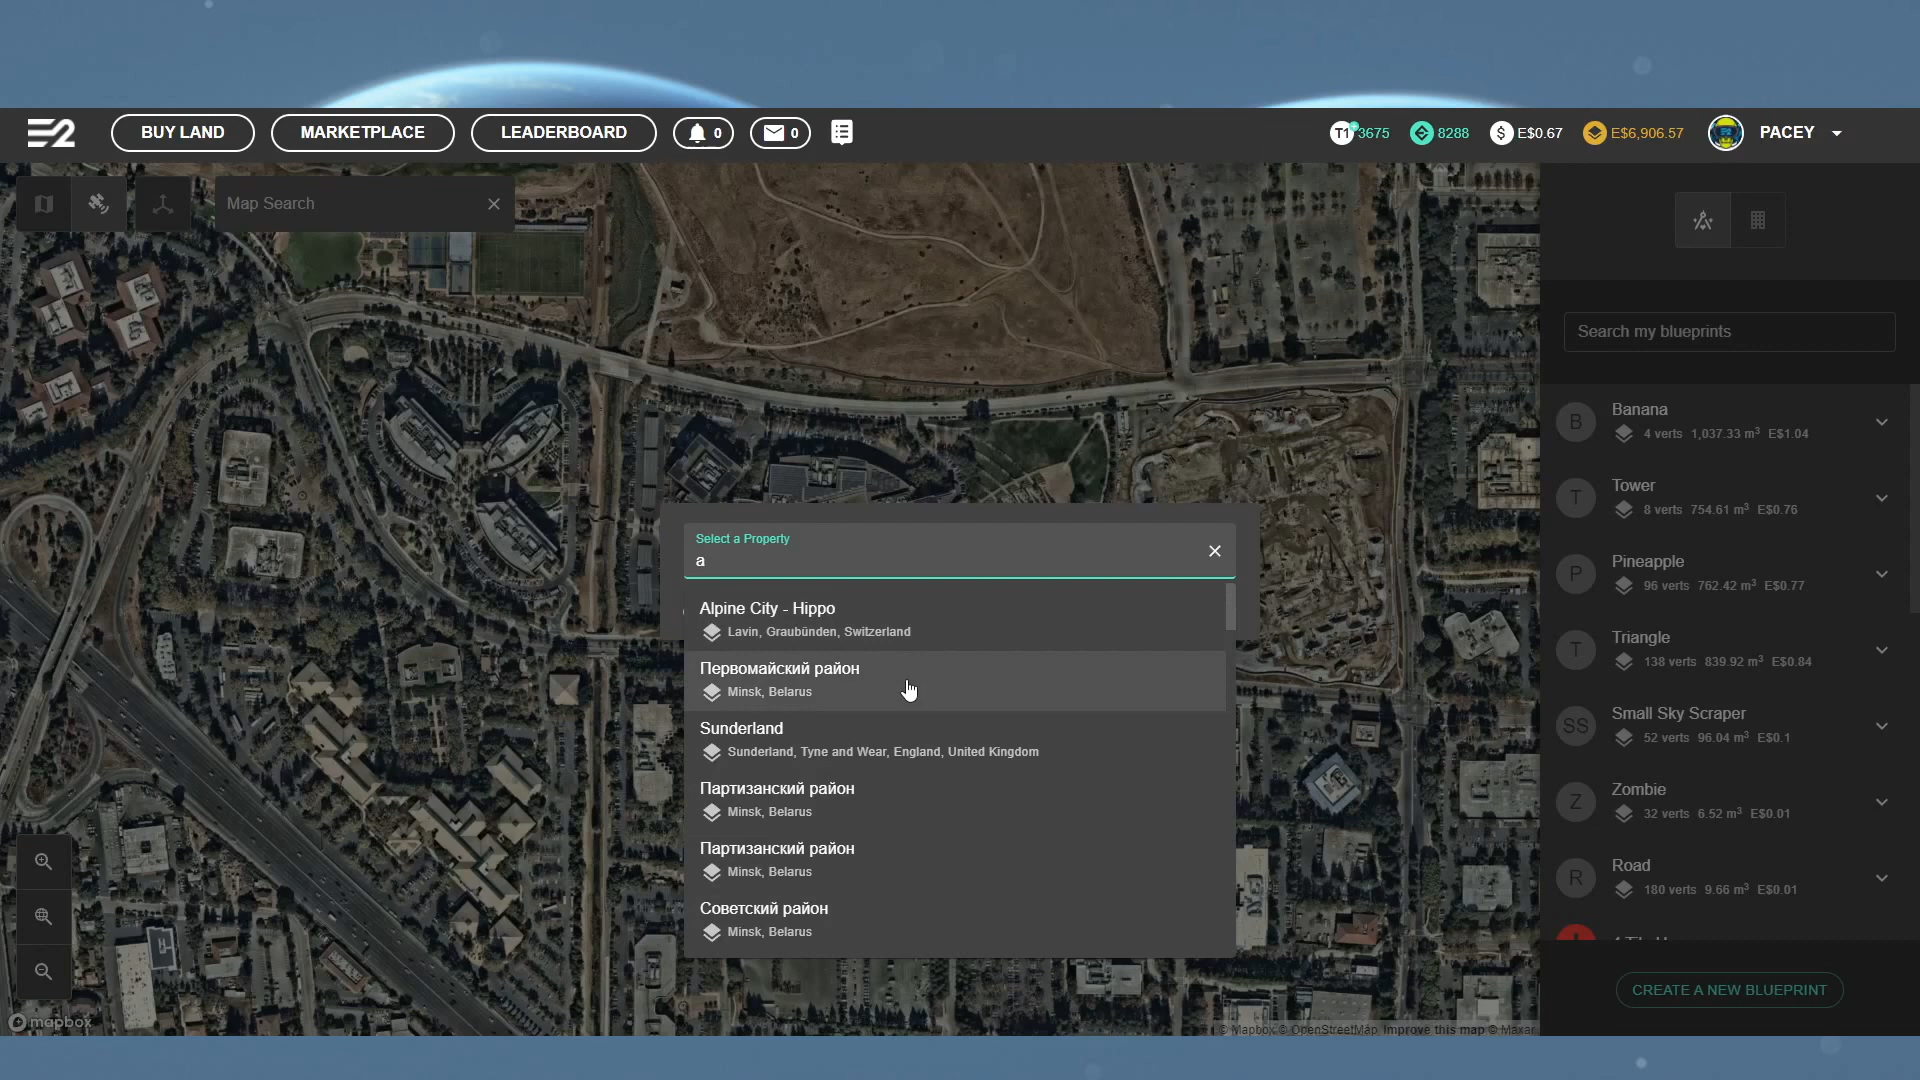 E2
BUY LAND
MARKETPLACE
LEADERBOARD
0
0
T1
3675
8288
E$0.67
E$6,906.57
PACEY
Map Search
Search my blueprints
B
Banana
4 verts 1,037.33 m³ E$1.04
T
Tower
8 verts 754.61 m³ E$0.76
P
Pineapple
96 verts 762.42 m³ E$0.77
T
Triangle
138 verts 839.92 m³ E$0.84
SS
Small Sky Scraper
52 verts 96.04 m³ E$0.1
Z
Zombie
32 verts 6.52 m³ E$0.01
R
Road
180 verts 9.66 m³ E$0.01
CREATE A NEW BLUEPRINT
Select a Property
a
Alpine City - Hippo
Lavin, Graubünden, Switzerland
Первомайский район
Minsk, Belarus
Sunderland
Sunderland, Tyne and Wear, England, United Kingdom
Партизанский район
Minsk, Belarus
Партизанский район
Minsk, Belarus
Советский район
Minsk, Belarus
mapbox
© Mapbox © OpenStreetMap Improve this map © Maxar